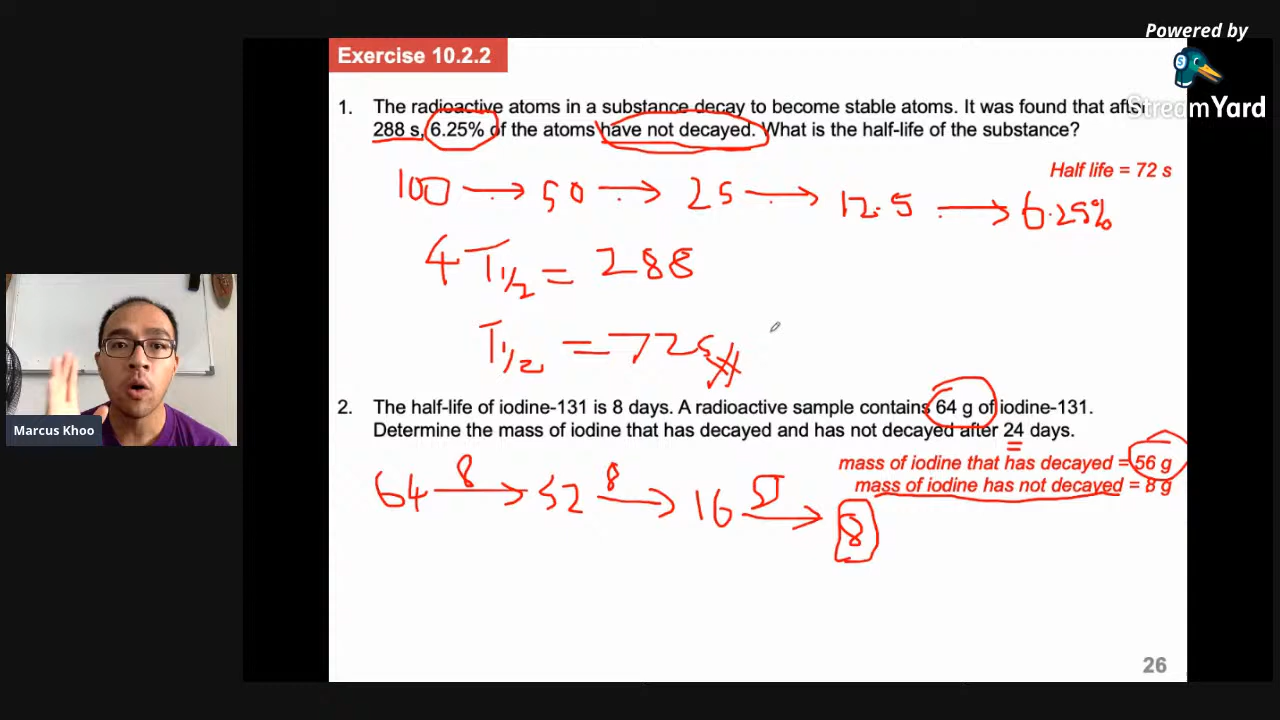 Powered by
StreamYard
Exercise 10.2.2
1. The radioactive atoms in a substance decay to become stable atoms. It was found that after
288 s, 6.25% of the atoms have not decayed. What is the half-life of the substance?
Half life = 72 s
100 → 50 → 25 → 12.5 → 6.25%
4 T1/2 = 288
T1/2 = 72s
Marcus Khoo
2. The half-life of iodine-131 is 8 days. A radioactive sample contains 64 g of iodine-131.
Determine the mass of iodine that has decayed and has not decayed after 24 days.
mass of iodine that has decayed = 56 g
mass of iodine has not decayed = 8 g
8 8
64 → 32 → 16 → 8
26